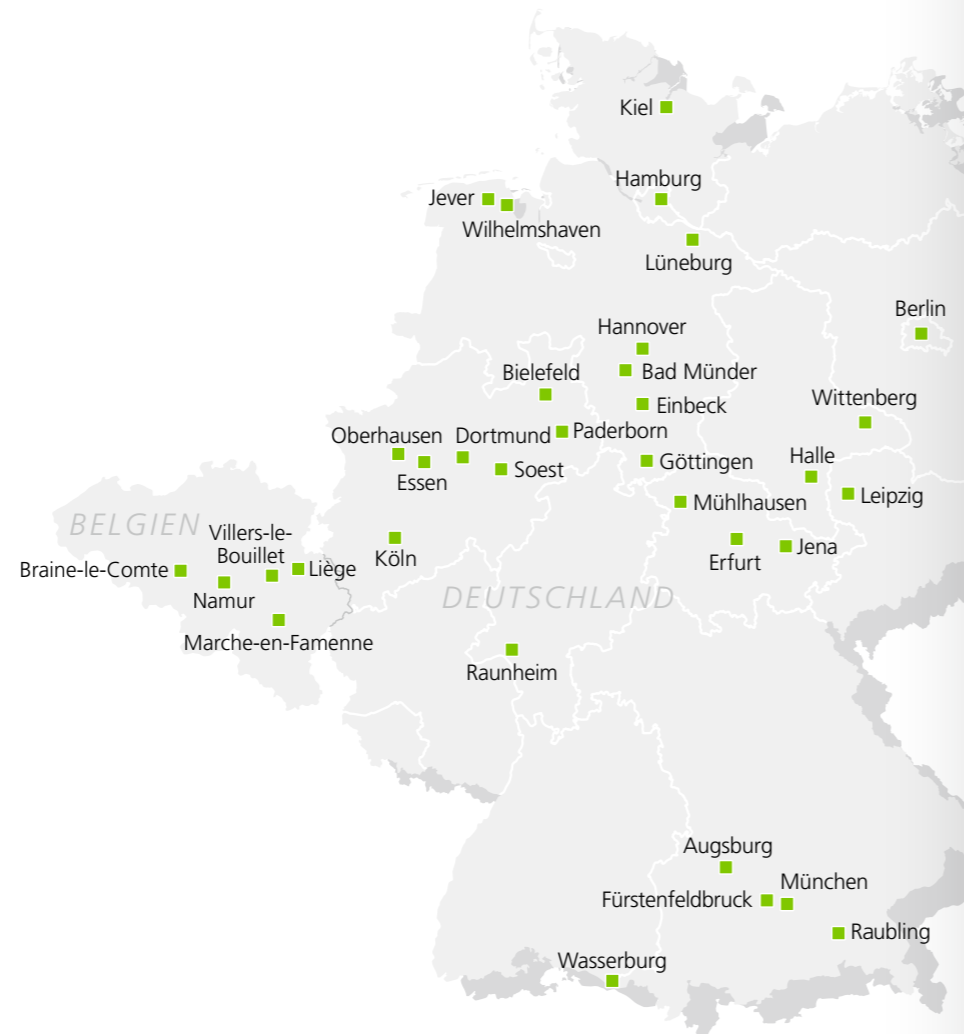 Kiel
Hamburg
Jever
Wilhelmshaven
Lüneburg
Berlin
Hannover
Bielefeld
Bad Münder
Wittenberg
Einbeck
Oberhausen
Dortmund
Paderborn
Essen
Soest
Göttingen
Halle
Leipzig
Mühlhausen
BELGIEN
Villers-le-
Bouillet
Köln
Erfurt
Jena
Braine-le-Comte
Liège
Namur
DEUTSCHLAND
Marche-en-Famenne
Raunheim
Augsburg
München
Fürstenfeldbruck
Raubling
Wasserburg